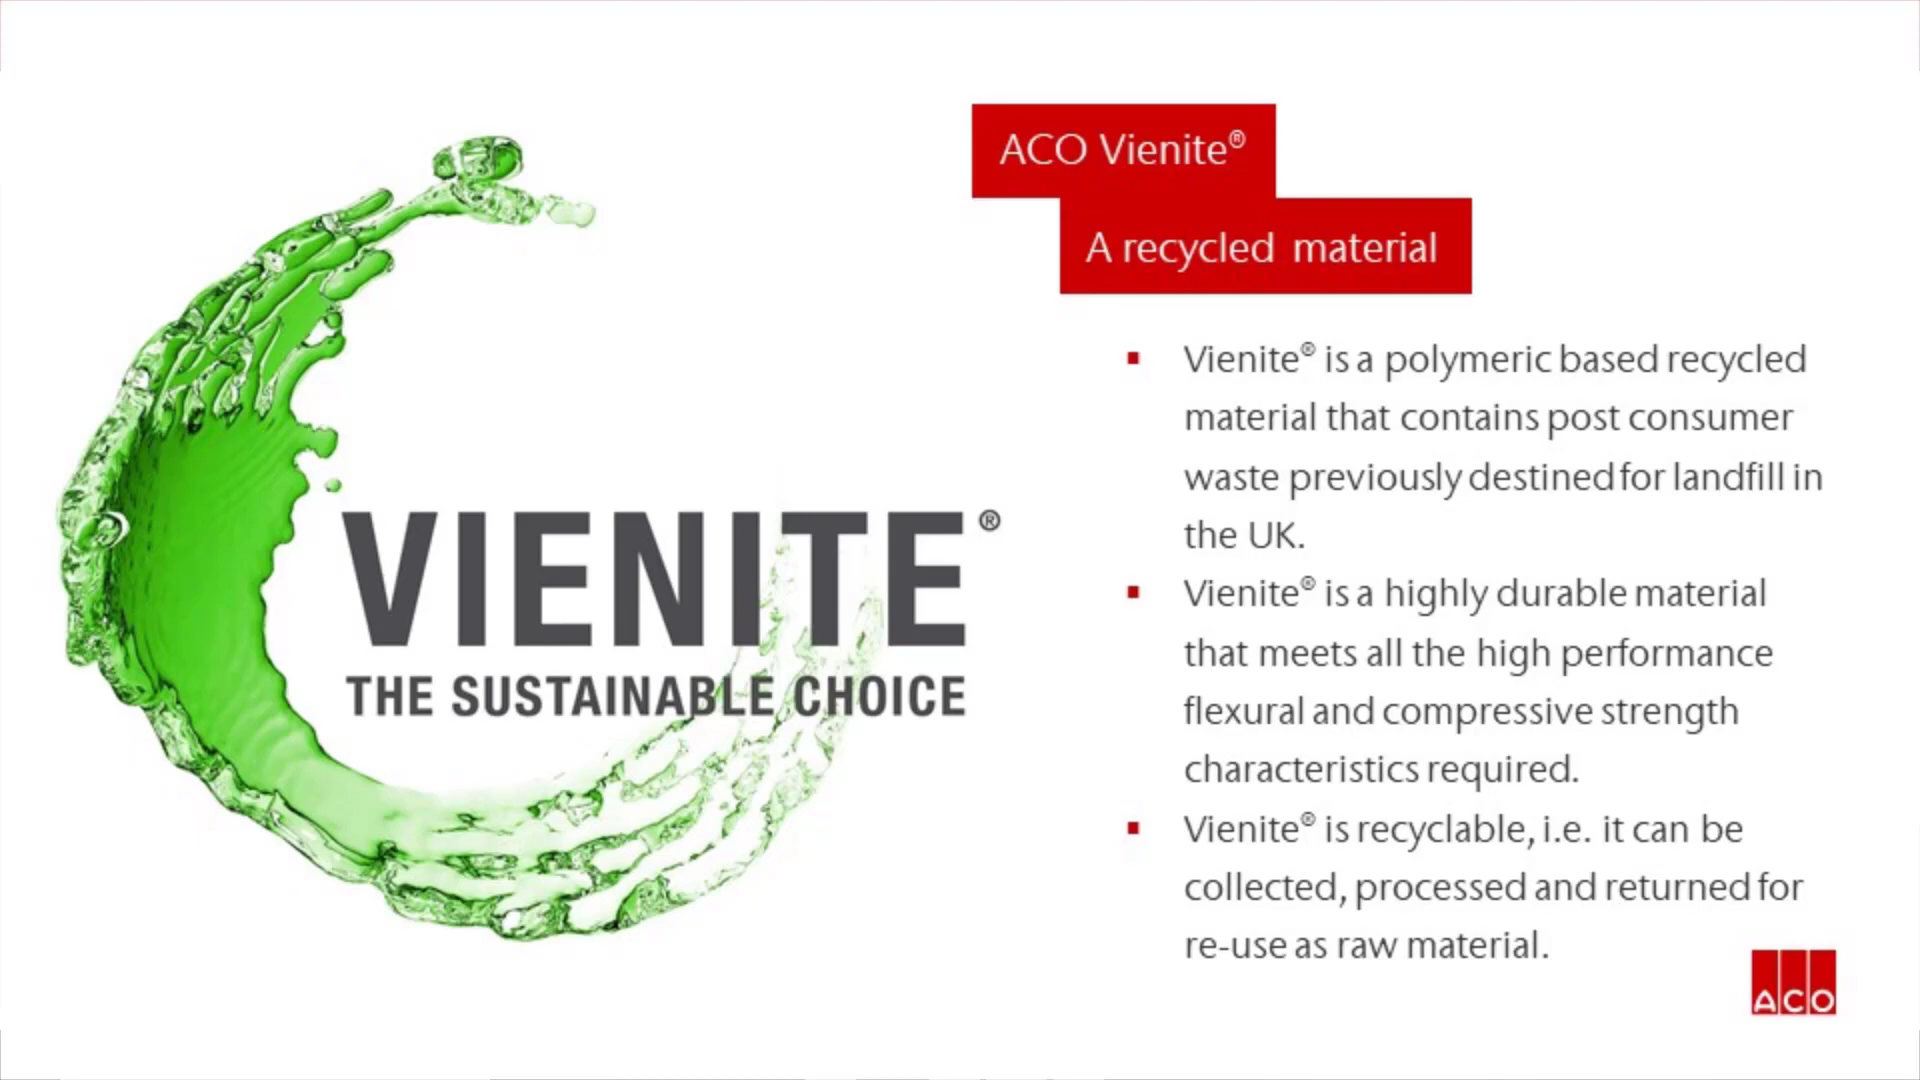 VIENITE®
THE SUSTAINABLE CHOICE
ACO Vienite®
A recycled material
▪ Vienite® is a polymeric based recycled
material that contains post consumer
waste previously destined for landfill in
the UK.
▪ Vienite® is a highly durable material
that meets all the high performance
flexural and compressive strength
characteristics required.
▪ Vienite® is recyclable, i.e. it can be
collected, processed and returned for
re-use as raw material.
ACO